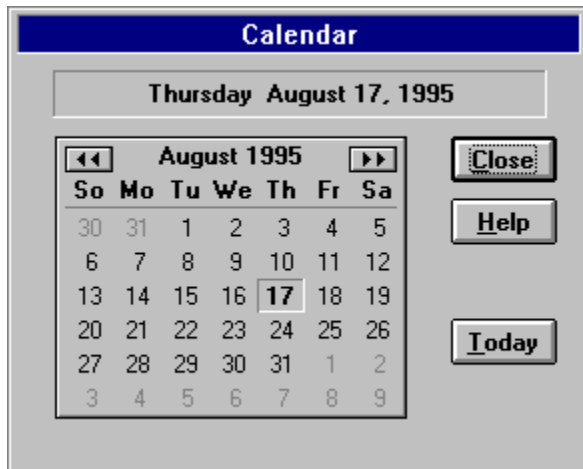 Calendar
Thursday August 17, 1995
August 1995
So Mo Tu We Th Fr Sa
30 31 1 2 3 4 5
6 7 8 9 10 11 12
13 14 15 16 17 18 19
20 21 22 23 24 25 26
27 28 29 30 31 1 2
3 4 5 6 7 8 9
Close
Help
Today